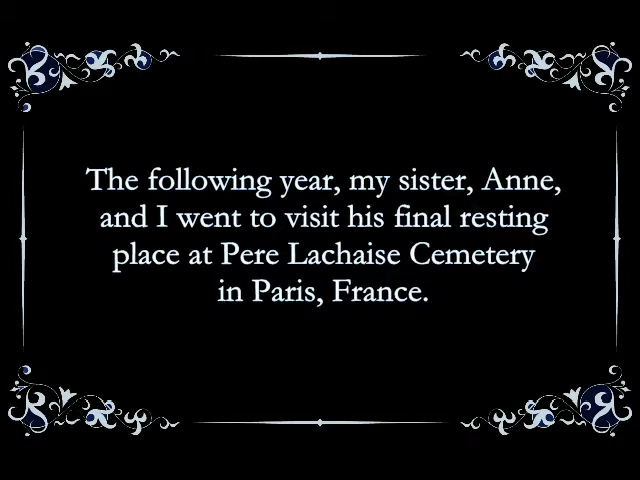 The following year, my sister, Anne,
and I went to visit his final resting
place at Pere Lachaise Cemetery
in Paris, France.